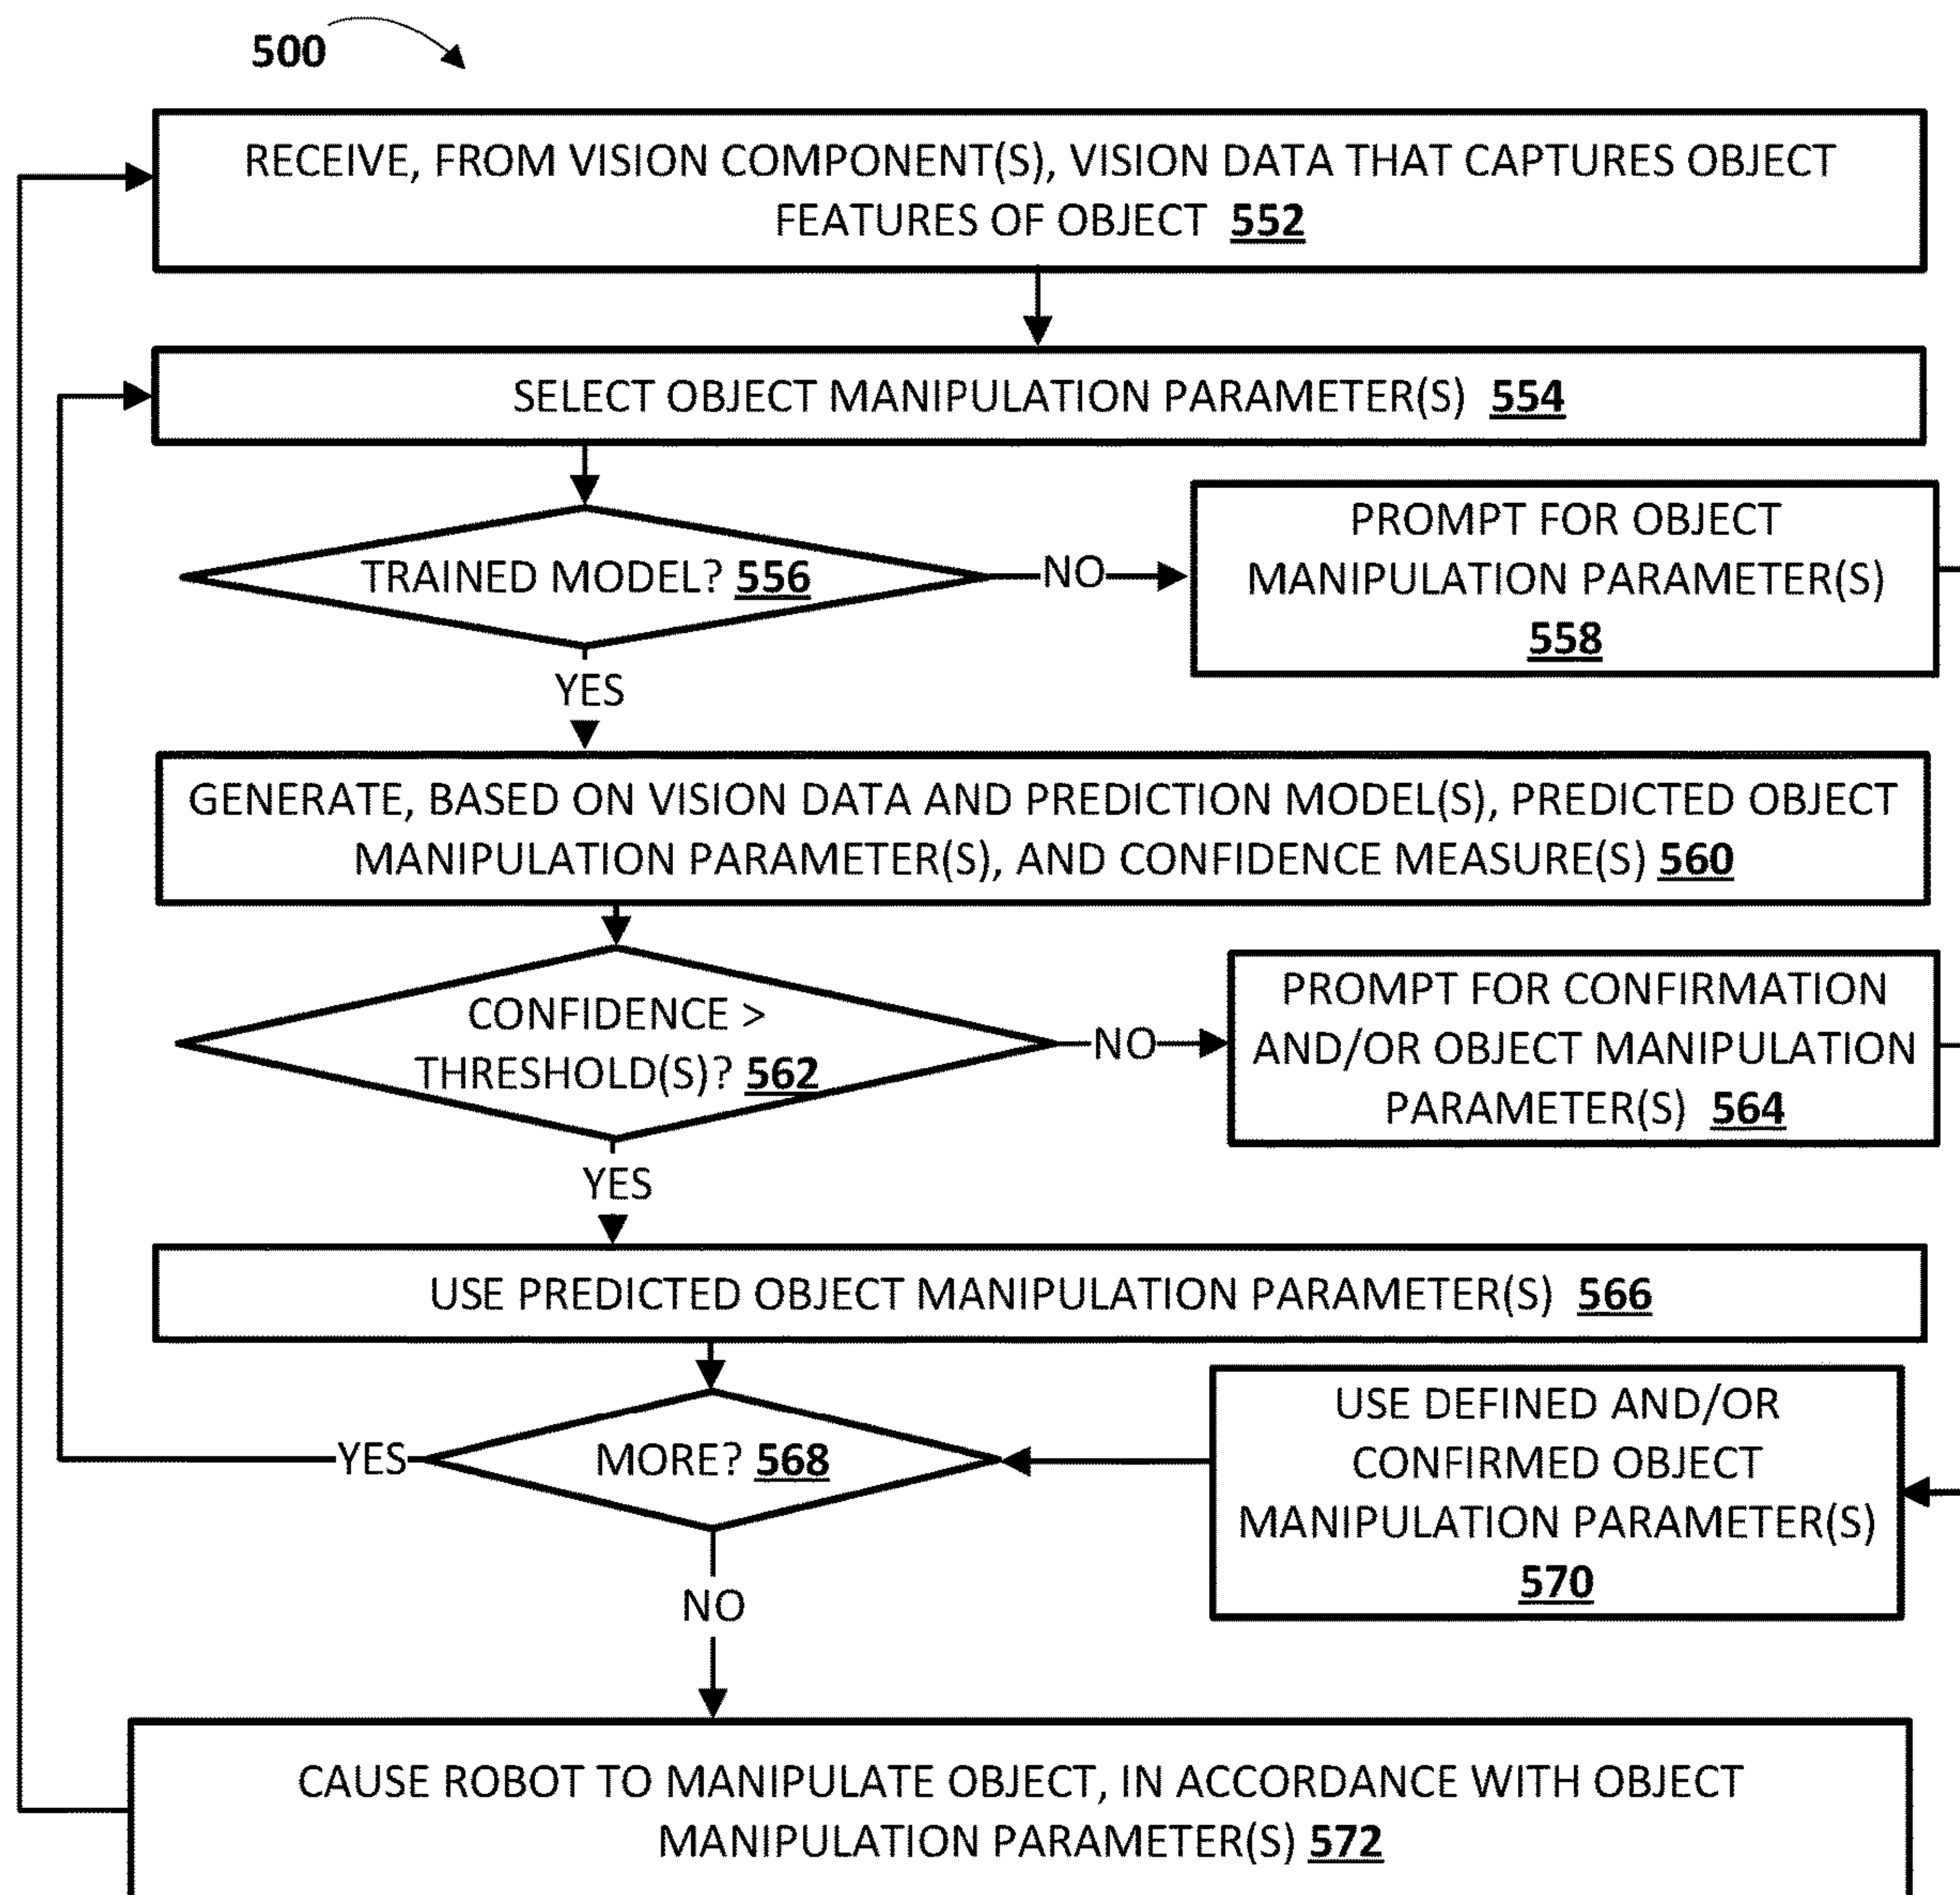 500
RECEIVE, FROM VISION COMPONENT(S), VISION DATA THAT CAPTURES OBJECT
FEATURES OF OBJECT 552
SELECT OBJECT MANIPULATION PARAMETER(S) 554
TRAINED MODEL? 556
NO
PROMPT FOR OBJECT
MANIPULATION PARAMETER(S)
558
YES
GENERATE, BASED ON VISION DATA AND PREDICTION MODEL(S), PREDICTED OBJECT
MANIPULATION PARAMETER(S), AND CONFIDENCE MEASURE(S) 560
CONFIDENCE >
THRESHOLD(S)? 562
NO
PROMPT FOR CONFIRMATION
AND/OR OBJECT MANIPULATION
PARAMETER(S) 564
YES
USE PREDICTED OBJECT MANIPULATION PARAMETER(S) 566
YES
MORE? 568
USE DEFINED AND/OR
CONFIRMED OBJECT
MANIPULATION PARAMETER(S)
570
NO
CAUSE ROBOT TO MANIPULATE OBJECT, IN ACCORDANCE WITH OBJECT
MANIPULATION PARAMETER(S) 572